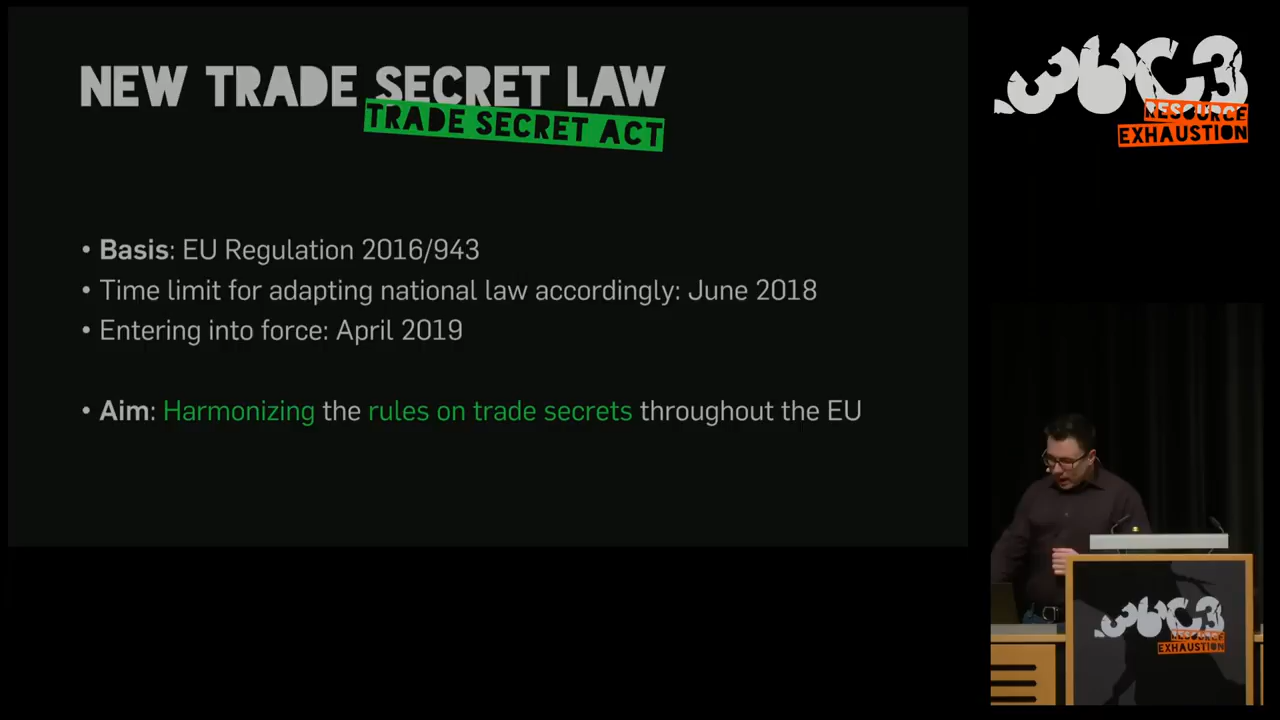 NEW TRADE SECRET LAW
TRADE SECRET ACT
• Basis: EU Regulation 2016/943
• Time limit for adapting national law accordingly: June 2018
• Entering into force: April 2019
• Aim: Harmonizing the rules on trade secrets throughout the EU
36C3
RESOURCE
EXHAUSTION
36C3
RESOURCE
EXHAUSTION